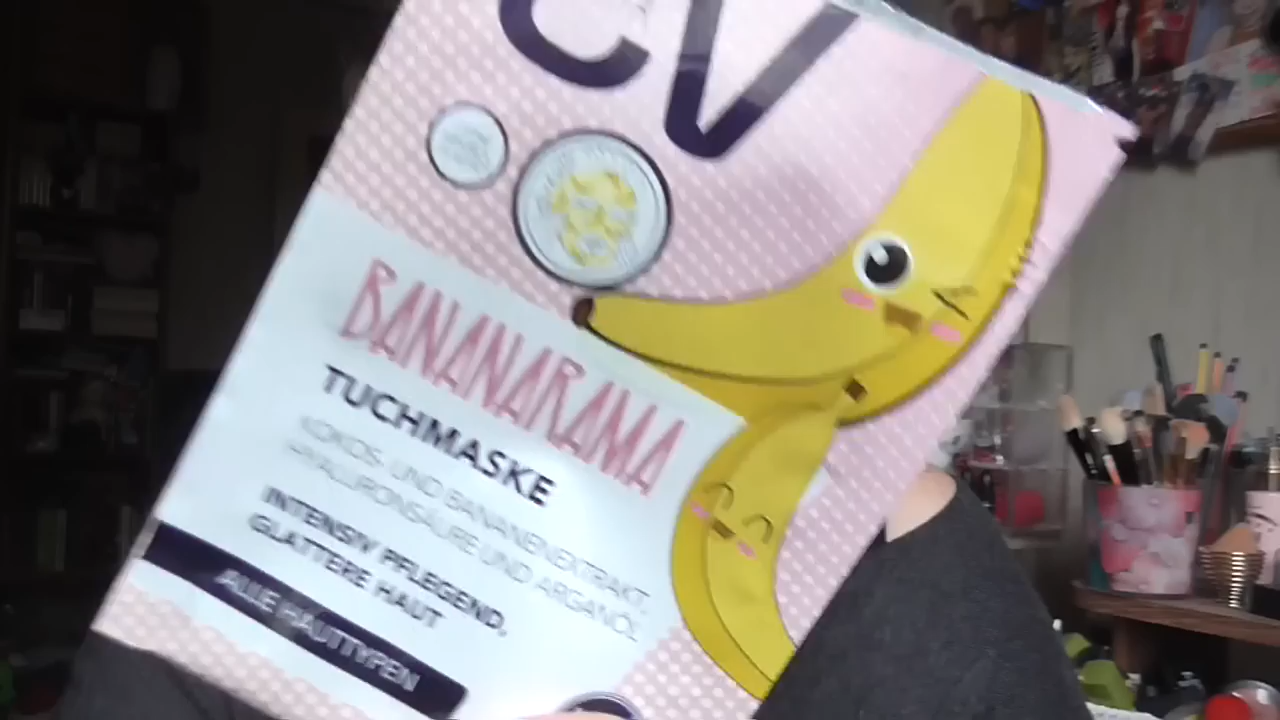 CV
BANANARAMA
TUCHMASKE
KOKOS- UND BANANENEXTRAKT,
HYALURONSÄURE UND ARGANÖL
INTENSIV PFLEGEND,
GLATTERE HAUT
ALLE HAUTTYPEN